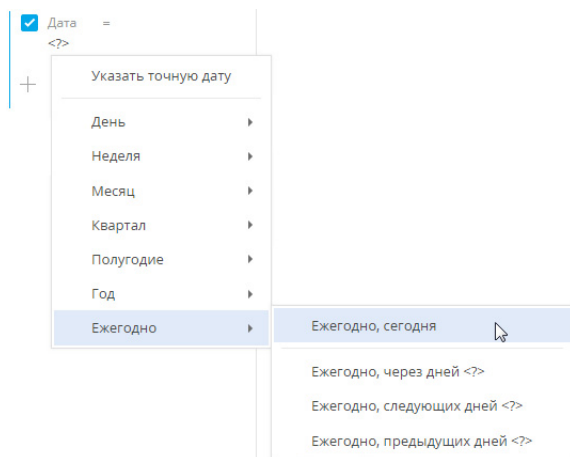 Дата =
<?>
Указать точную дату
День
Неделя
Месяц
Квартал
Полугодие
Год
Ежегодно
Ежегодно, сегодня
Ежегодно, через дней <?>
Ежегодно, следующих дней <?>
Ежегодно, предыдущих дней <?>